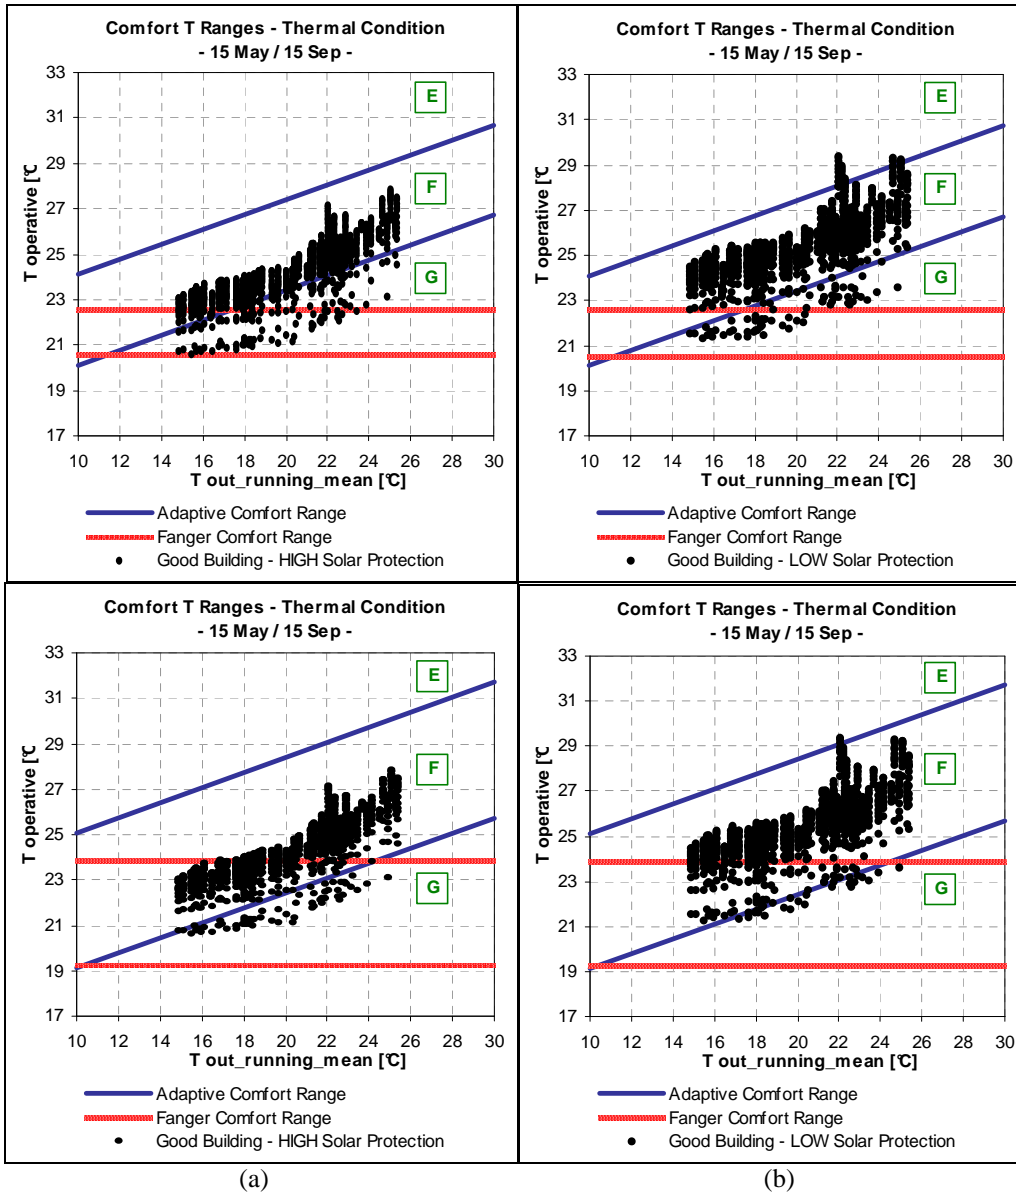 Comfort T Ranges - Thermal Condition
- 15 May / 15 Sep -
33
31
29
27
25
23
21
19
17
T operative [℃
E
F
G
10 12 14 16 18 20 22 24 26 28 30
T out_running_mean [℃]
Adaptive Comfort Range
Fanger Comfort Range
Good Building - HIGH Solar Protection
Comfort T Ranges - Thermal Condition
- 15 May / 15 Sep -
33
31
29
27
25
23
21
19
17
T operative [℃
E
F
G
10 12 14 16 18 20 22 24 26 28 30
T out_running_mean [℃]
Adaptive Comfort Range
Fanger Comfort Range
Good Building - LOW Solar Protection
Comfort T Ranges - Thermal Condition
- 15 May / 15 Sep -
33
31
29
27
25
23
21
19
17
T operative [℃
E
F
G
10 12 14 16 18 20 22 24 26 28 30
T out_running_mean [℃]
Adaptive Comfort Range
Fanger Comfort Range
Good Building - HIGH Solar Protection
Comfort T Ranges - Thermal Condition
- 15 May / 15 Sep -
33
31
29
27
25
23
21
19
17
T operative [℃
E
F
G
10 12 14 16 18 20 22 24 26 28 30
T out_running_mean [℃]
Adaptive Comfort Range
Fanger Comfort Range
Good Building - LOW Solar Protection
(a)
(b)